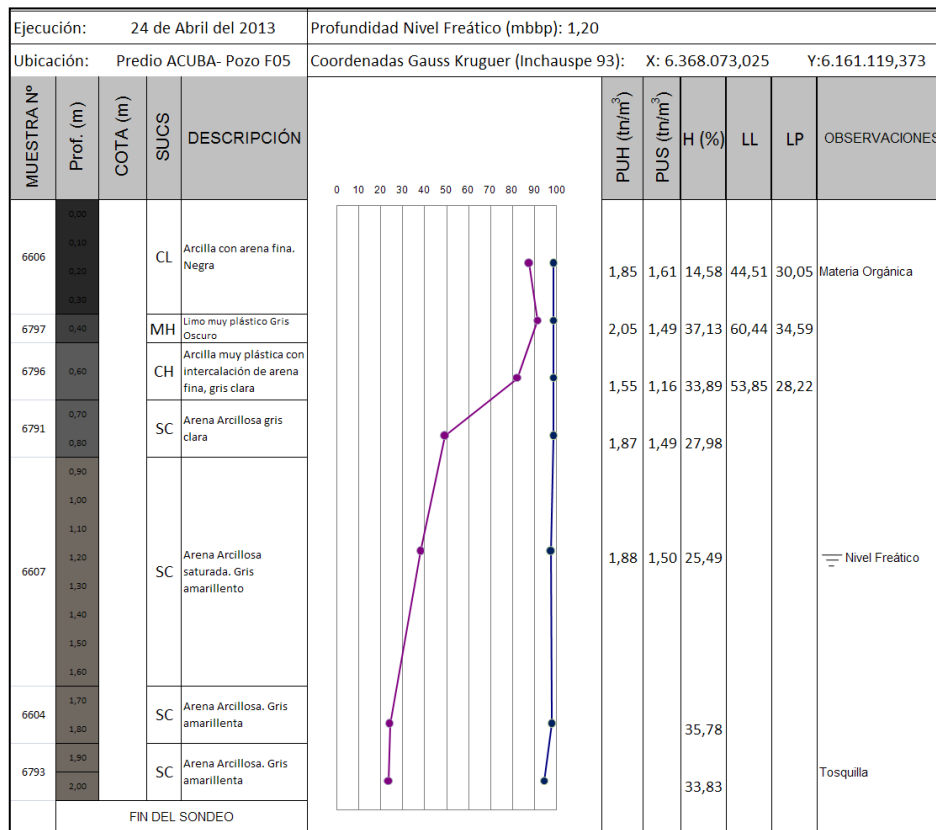 Ejecución: 24 de Abril del 2013 Profundidad Nivel Freático (mbbp): 1,20
Ubicación: Predio ACUBA- Pozo F05 Coordenadas Gauss Kruguer (Inchauspe 93): X: 6.368.073,025 Y:6.161.119,373
MUESTRA Nº Prof. (m) COTA (m) SUCS DESCRIPCIÓN PUH (tn/m³) PUS (tn/m³) H (%) LL LP OBSERVACIONES
0 10 20 30 40 50 60 70 80 90 100
0,00
0,10
6606 CL Arcilla con arena fina.
Negra
0,20 1,85 1,61 14,58 44,51 30,05 Materia Orgánica
0,30
6797 0,40 MH Limo muy plástico Gris
Oscuro
2,05 1,49 37,13 60,44 34,59
6796 0,60 CH Arcilla muy plástica con
intercalación de arena
fina, gris clara
1,55 1,16 33,89 53,85 28,22
0,70
6791 SC Arena Arcillosa gris
clara
0,80 1,87 1,49 27,98
0,90
1,00
1,10
1,20 1,88 1,50 25,49 Nivel Freático
6607 SC Arena Arcillosa
saturada. Gris
amarillento
1,30
1,40
1,50
1,60
1,70
6604 SC Arena Arcillosa. Gris
amarillenta
1,80 35,78
1,90
6793 SC Arena Arcillosa. Gris
amarillenta
Tosquilla
2,00 33,83
FIN DEL SONDEO